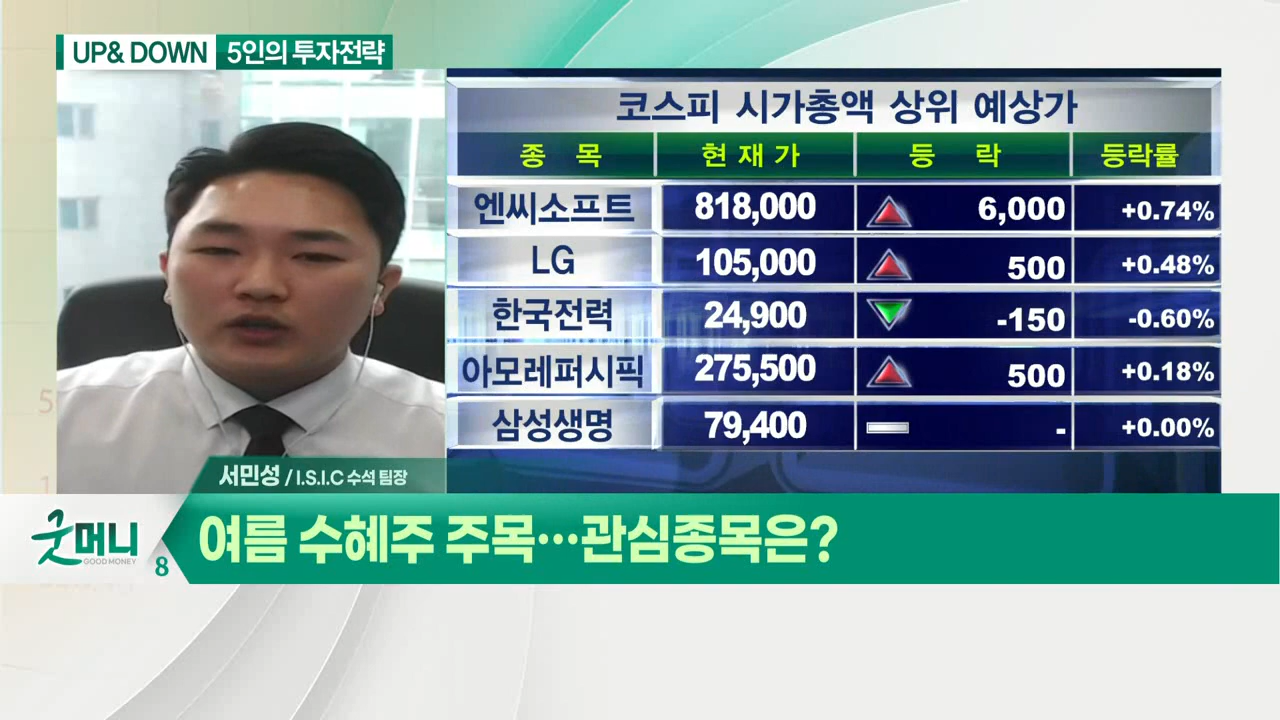 UP& DOWN 5인의 투자전략
코스피 시가총액 상위 예상가
종 목 현 재 가 등 락 등락률
엔씨소프트 818,000 6,000 +0.74%
LG 105,000 500 +0.48%
한국전력 24,900 -150 -0.60%
아모레퍼시픽 275,500 500 +0.18%
삼성생명 79,400 - +0.00%
서민성 / I.S.I.C 수석 팀장
굿머니
GOOD MONEY
8
여름 수혜주 주목…관심종목은?
5
1